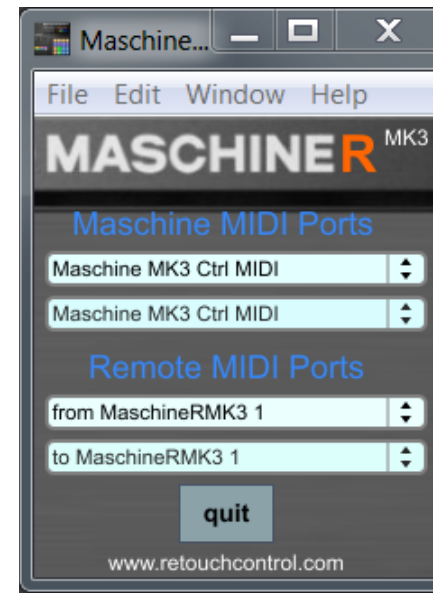 Maschine...
File Edit Window Help
MASCHINER MK3
Maschine MIDI Ports
Maschine MK3 Ctrl MIDI
Maschine MK3 Ctrl MIDI
Remote MIDI Ports
from MaschineRMK3 1
to MaschineRMK3 1
quit
www.retouchcontrol.com